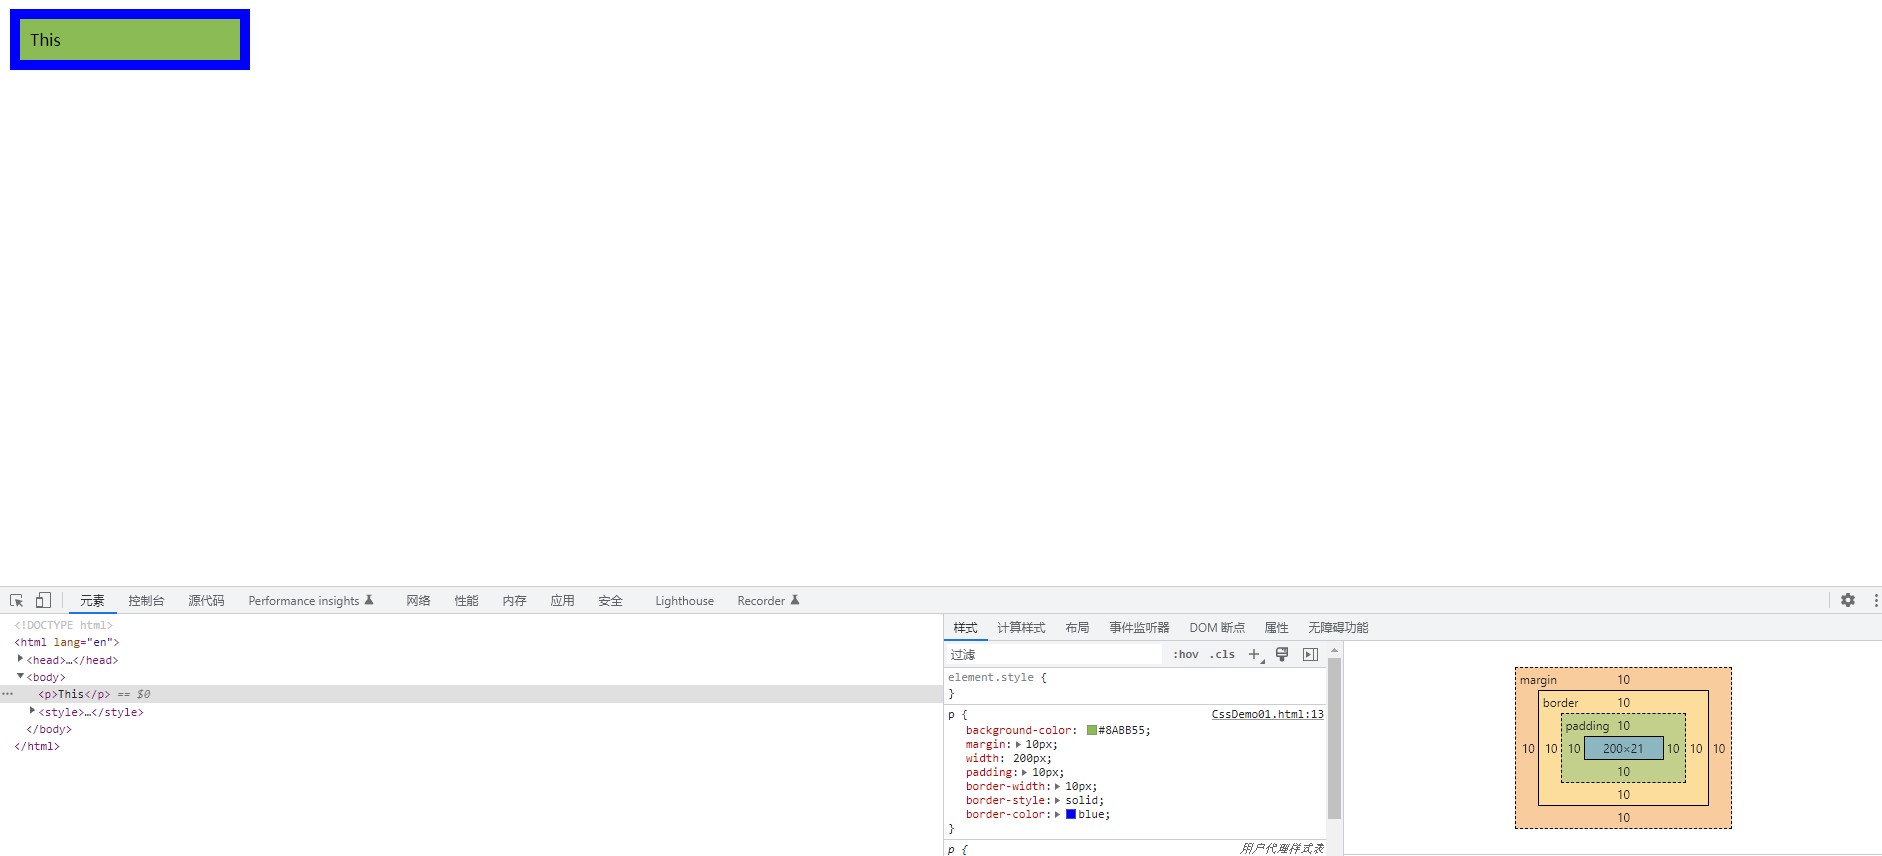 This
元素 控制台 源代码 Performance insights 网络 性能 内存 应用 安全 Lighthouse Recorder
<!DOCTYPE html>
<html lang="en">
<head>…</head>
<body>
<p>This</p> == $0
<style>…</style>
</body>
</html>
样式 计算样式 布局 事件监听器 DOM 断点 属性 无障碍功能
过滤 :hov .cls
element.style {
}
p { CssDemo01.html:13
background-color: #8ABB55;
margin: 10px;
width: 200px;
padding: 10px;
border-width: 10px;
border-style: solid;
border-color: blue;
}
p { 用户代理样式表
margin 10
border 10
padding 10
10 10 10 200×21 10 10 10
10
10
10